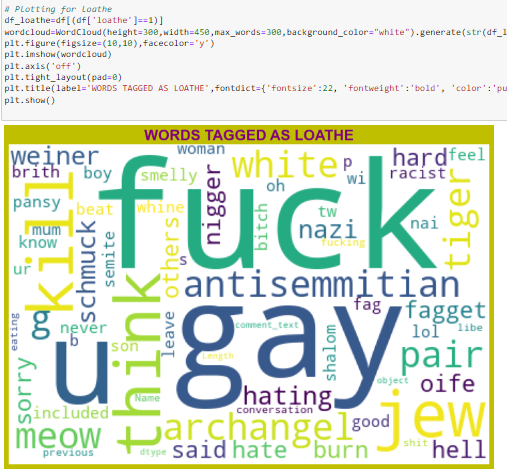 # PLotting for Loathe
df_loathe=df[(df['loathe']==1)]
wordcloud=WordCloud(height=300,width=450,max_words=300,background_color="white").generate(str(df_l
plt.figure(figsize=(10,10),facecolor='y')
plt.imshow(wordcloud)
plt.axis('off')
plt.tight_layout(pad=0)
plt.title(label='WORDS TAGGED AS LOATHE',fontdict={'fontsize':22, 'fontweight':'bold', 'color':'pu
plt.show()
WORDS TAGGED AS LOATHE
weiner
woman
white
p
hard
feel
brith
boy
smelly
oh
wi
racist
pansy
kill
beat
whine
nigger
bitch
fuck
tw
nazi
nai
tiger
mum
know
schmuck
semite
others
s
fucking
ur
antisemmitian
g
think
fag
fagget
eating
never
b
son
leave
u
gay
comment_text
shalom
lol
libe
Length
pair
sorry
Name
hating
object
oife
included
conversation
archangel
good
jew
meow
previous
dtype
said
hate
burn
shit
hell